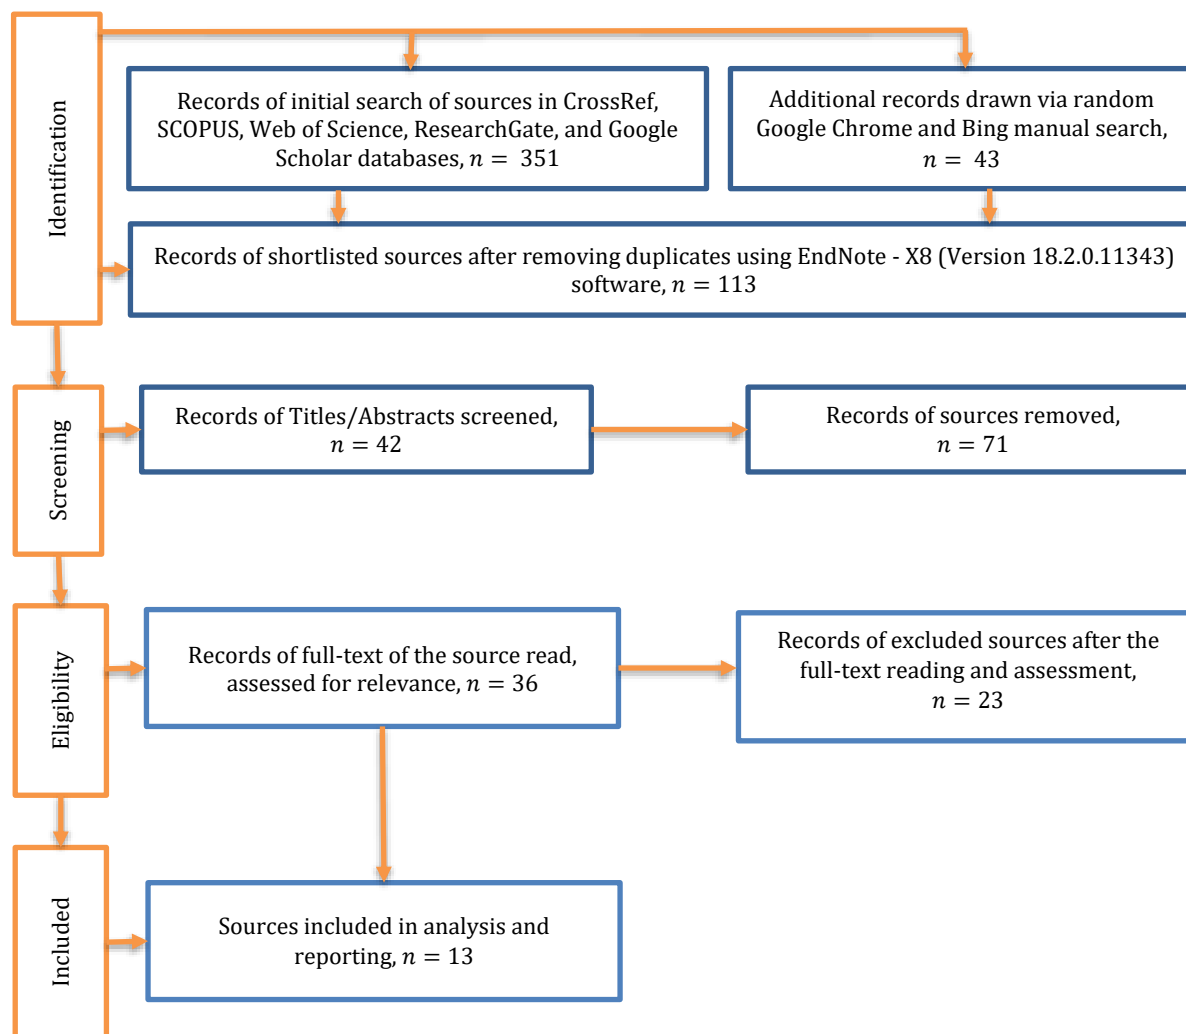 Identification
Records of initial search of sources in CrossRef,
SCOPUS, Web of Science, ResearchGate, and Google
Scholar databases, n = 351
Additional records drawn via random
Google Chrome and Bing manual search,
n = 43
Records of shortlisted sources after removing duplicates using EndNote - X8 (Version 18.2.0.11343)
software, n = 113
Screening
Records of Titles/Abstracts screened,
n = 42
Records of sources removed,
n = 71
Eligibility
Records of full-text of the source read,
assessed for relevance, n = 36
Records of excluded sources after the
full-text reading and assessment,
n = 23
Included
Sources included in analysis and
reporting, n = 13